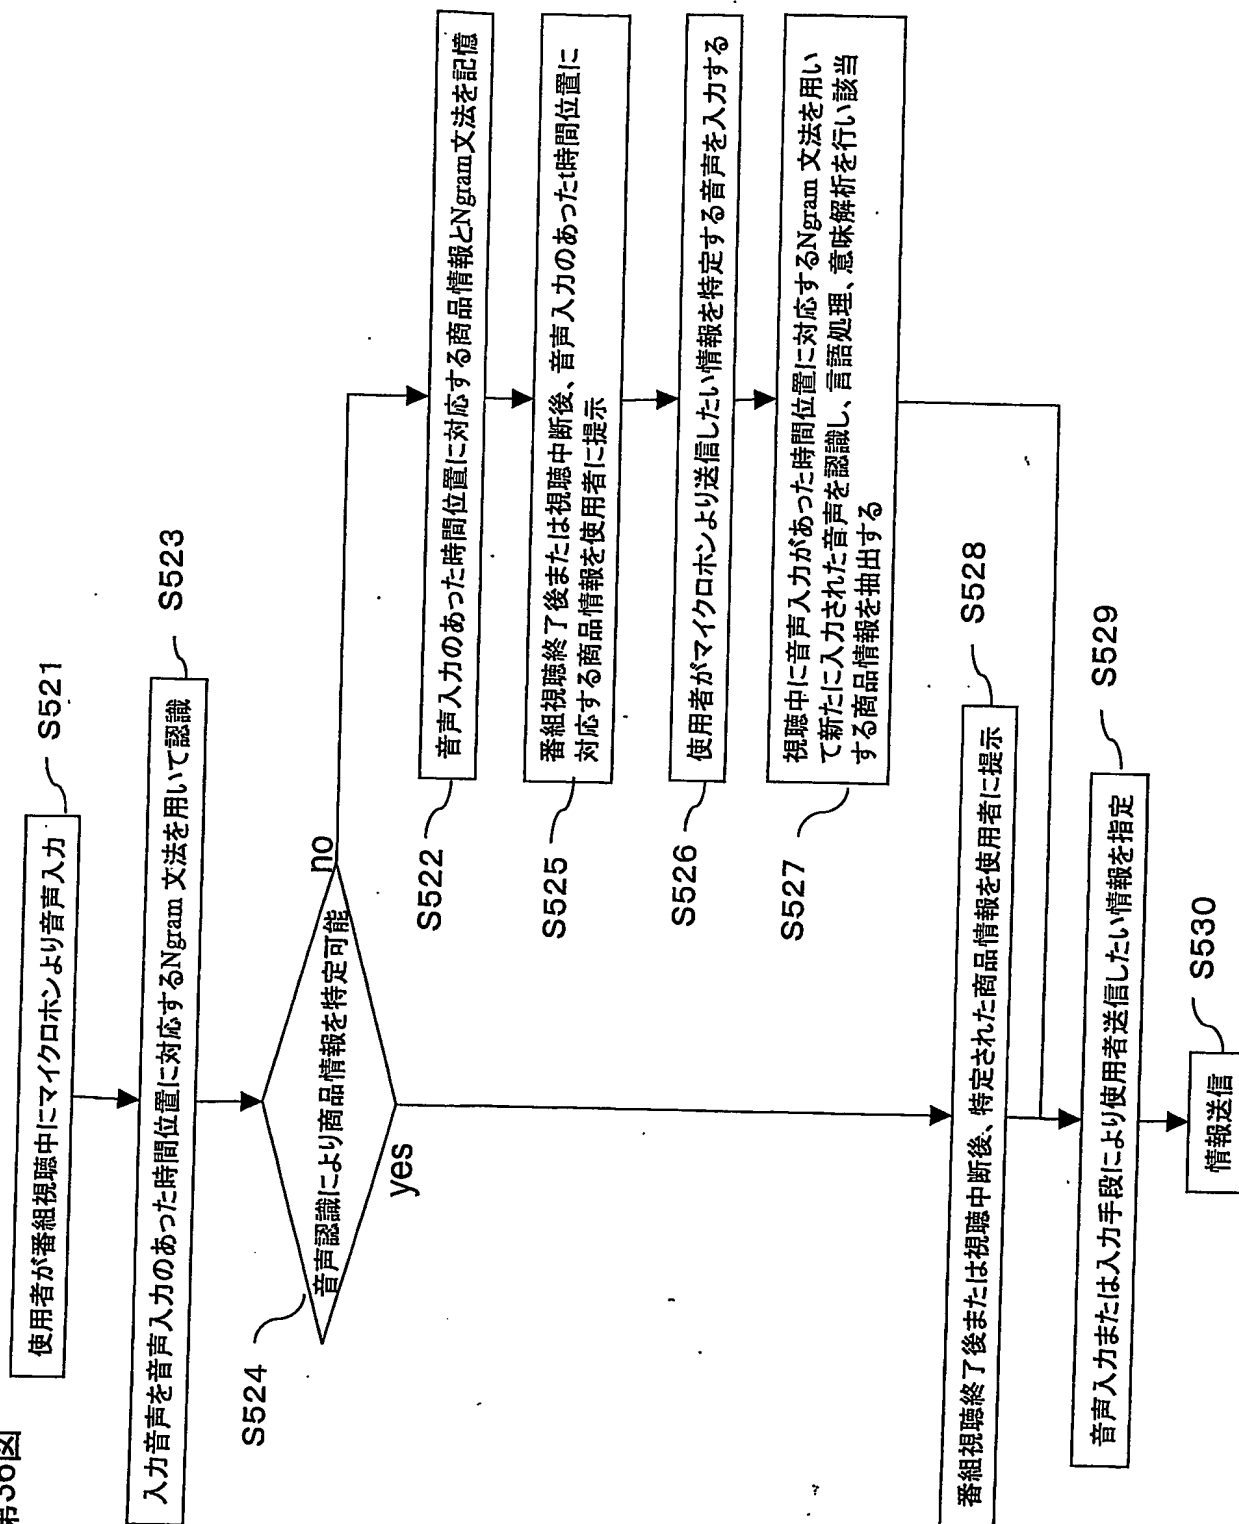 第36図
使用者が番組視聴中にマイクロホンより音声入力
S521
入力音声を音声入力のあった時間位置に対応するNgram 文法を用いて認識
S523
音声認識により商品情報を特定可能
S524
no
yes
音声入力のあった時間位置に対応する商品情報とNgram文法を記憶
S522
番組視聴終了後または視聴中断後、音声入力のあったt時間位置に
対応する商品情報を使用者に提示
S525
使用者がマイクロホンより送信したい情報を特定する音声を入力する
S526
視聴中に音声入力があった時間位置に対応するNgram 文法を用い
て新たに入力された音声を認識し、言語処理、意味解析を行い該当
する商品情報を抽出する
S527
番組視聴終了後または視聴中断後、特定された商品情報を使用者に提示
S528
音声入力または入力手段により使用者送信したい情報を指定
S529
情報送信
S530